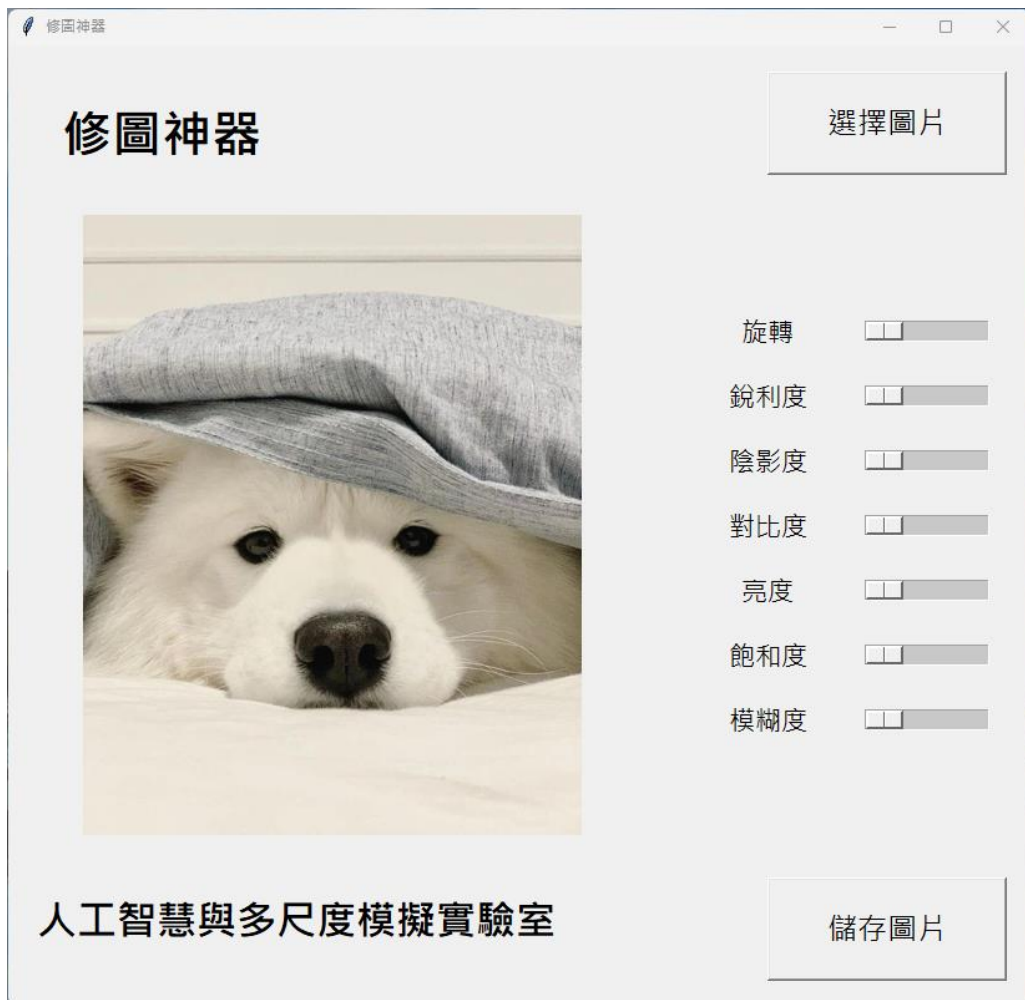 修圖神器
修圖神器
選擇圖片
旋轉
銳利度
陰影度
對比度
亮度
飽和度
模糊度
人工智慧與多尺度模擬實驗室
儲存圖片